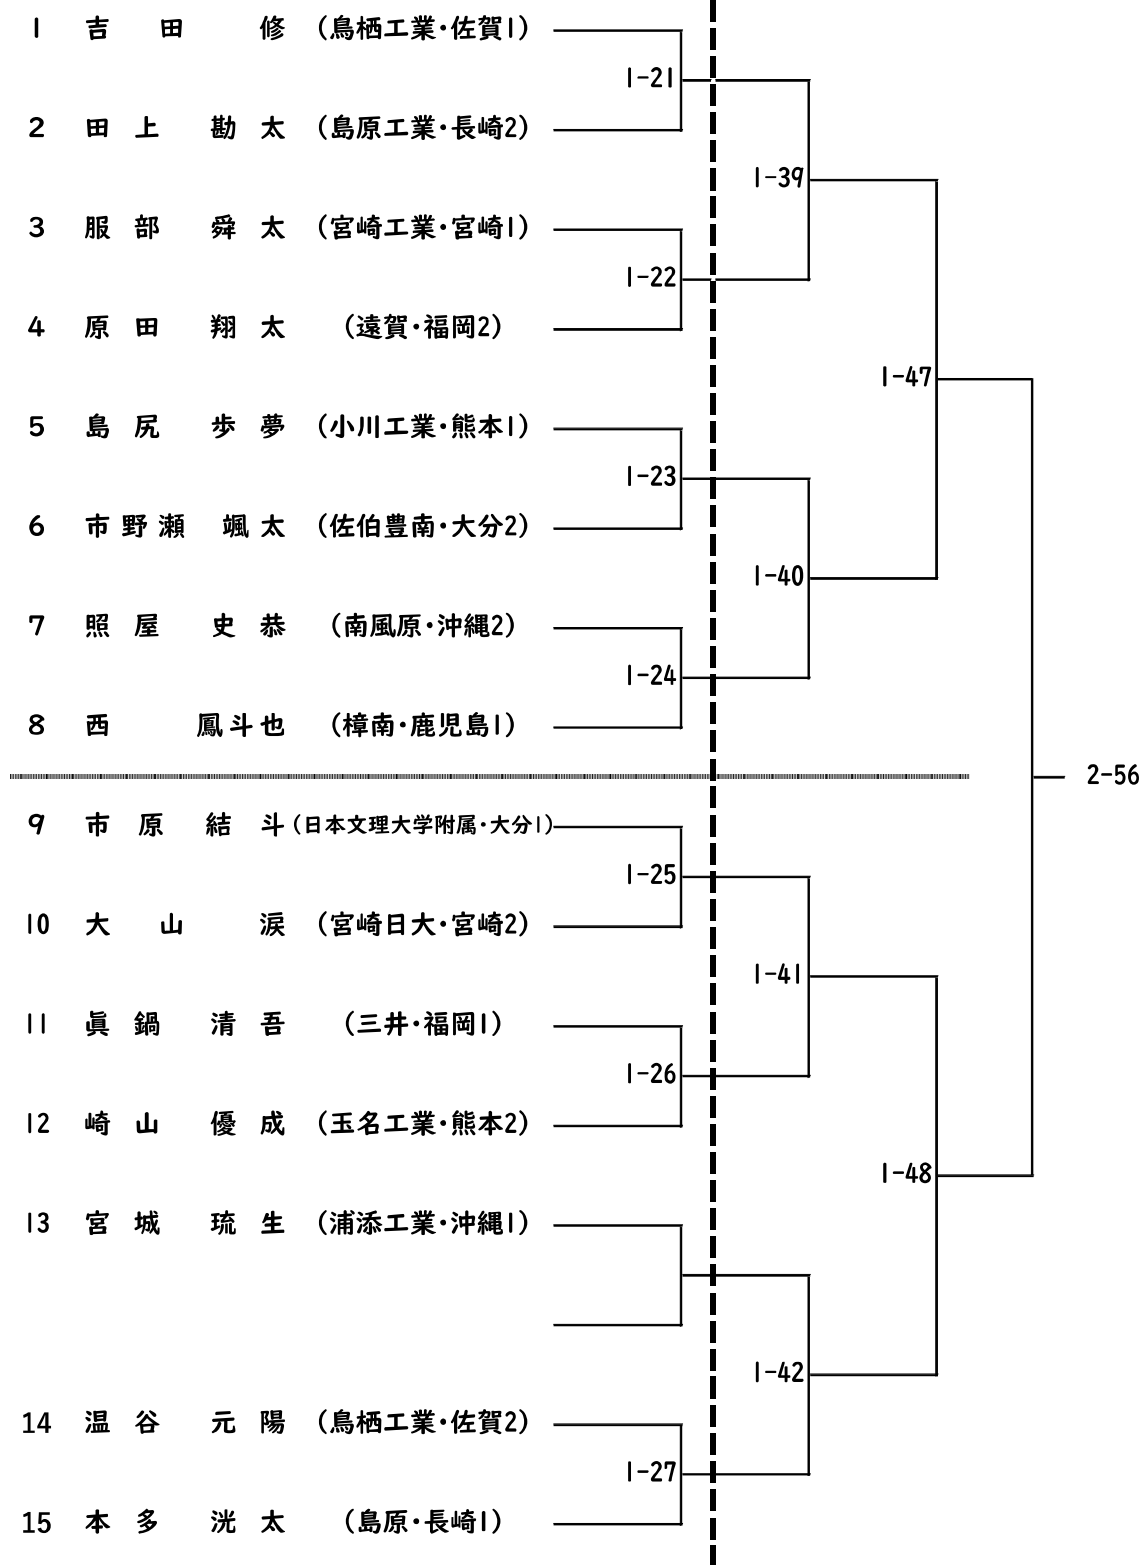 1 吉田 修 (鳥栖工業・佐賀1)
1-21
2 田上 勘太 (島原工業・長崎2)
1-39
3 服部 舜太 (宮崎工業・宮崎1)
1-22
4 原田 翔太 (遠賀・福岡2)
1-47
5 島尻 歩夢 (小川工業・熊本1)
1-23
6 市野瀬 颯太 (佐伯豊南・大分2)
1-40
7 照屋 史恭 (南風原・沖縄2)
1-24
8 西 鳳斗也 (樟南・鹿児島1)
2-56
9 市原 結斗 (日本文理大学附属・大分1)
1-25
10 大山 涙 (宮崎日大・宮崎2)
1-41
11 眞鍋 清吾 (三井・福岡1)
1-26
12 崎山 優成 (玉名工業・熊本2)
1-48
13 宮城 琉生 (浦添工業・沖縄1)
1-42
14 温谷 元陽 (鳥栖工業・佐賀2)
1-27
15 本多 洸太 (島原・長崎1)